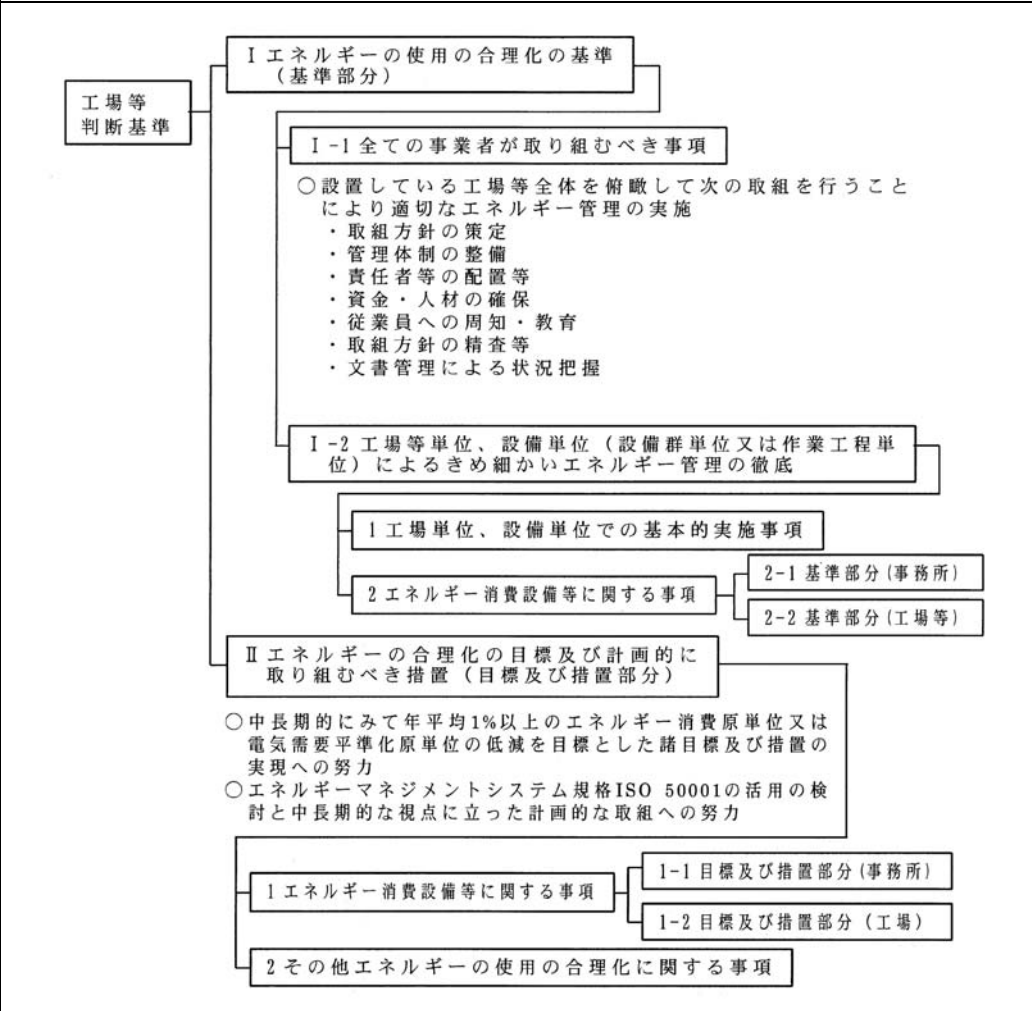 工場等
判断基準
Ⅰエネルギーの使用の合理化の基準
(基準部分)
Ⅰ-1全ての事業者が取り組むべき事項
○設置している工場等全体を俯瞰して次の取組を行うこと
により適切なエネルギー管理の実施
・取組方針の策定
・管理体制の整備
・責任者等の配置等
・資金・人材の確保
・従業員への周知・教育
・取組方針の精査等
・文書管理による状況把握
Ⅰ-2工場等単位、設備単位(設備群単位又は作業工程単
位)によるきめ細かいエネルギー管理の徹底
1工場単位、設備単位での基本的実施事項
2エネルギー消費設備等に関する事項
2-1基準部分(事務所)
2-2基準部分(工場等)
Ⅱエネルギーの合理化の目標及び計画的に
取り組むべき措置(目標及び措置部分)
○中長期的にみて年平均1%以上のエネルギー消費原単位又は
電気需要平準化原単位の低減を目標とした諸目標及び措置の
実現への努力
○エネルギーマネジメントシステム規格ISO 50001の活用の検
討と中長期的な視点に立った計画的な取組への努力
1エネルギー消費設備等に関する事項
1-1目標及び措置部分(事務所)
1-2目標及び措置部分(工場)
2その他エネルギーの使用の合理化に関する事項